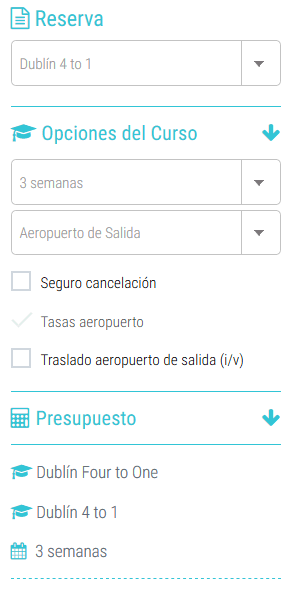 Reserva
Dublín 4 to 1
Opciones del Curso
3 semanas
Aeropuerto de Salida
Seguro cancelación
Tasas aeropuerto
Traslado aeropuerto de salida (i/v)
Presupuesto
Dublín Four to One
Dublín 4 to 1
3 semanas